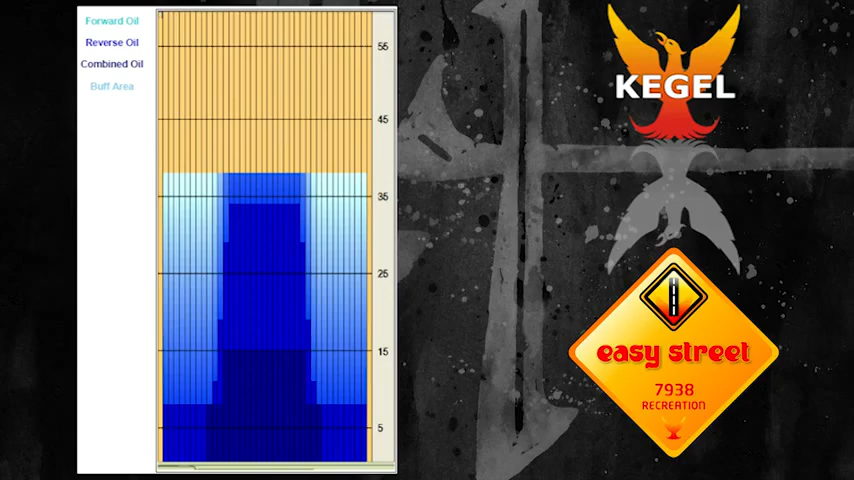 Forward Oil
Reverse Oil
Combined Oil
Buff Area
55
45
35
25
15
5
KEGEL
easy street
7938
RECREATION